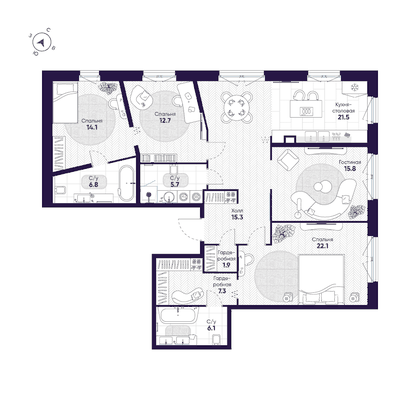 С
Ю
В
Спальня
14.1
Спальня
12.7
Кухня-
столовая
21.5
Гостиная
15.8
С/у
6.8
С/у
5.7
Холл
15.3
Спальня
22.1
Гарде-
робная
1.9
Гарде-
робная
7.3
С/у
6.1